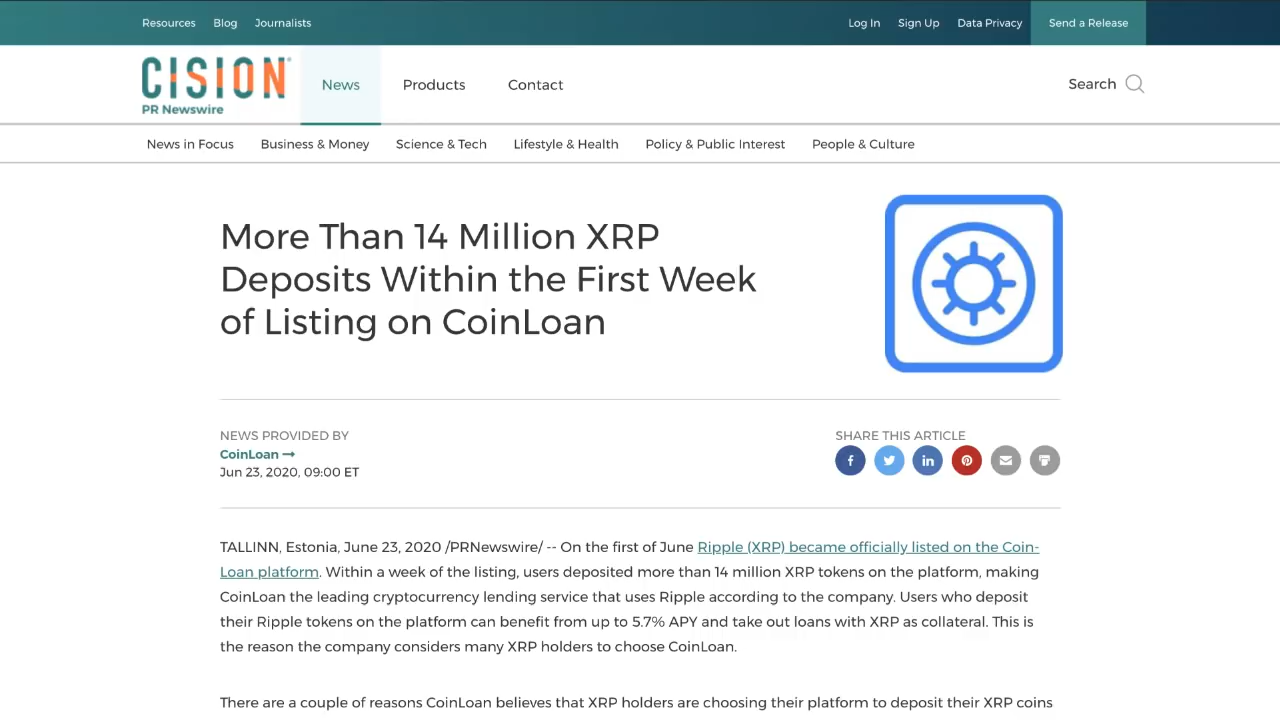 Resources Blog Journalists Log In Sign Up Data Privacy Send a Release
CISION®
PR Newswire
News Products Contact Search
News in Focus Business & Money Science & Tech Lifestyle & Health Policy & Public Interest People & Culture
More Than 14 Million XRP
Deposits Within the First Week
of Listing on CoinLoan
NEWS PROVIDED BY
CoinLoan →
Jun 23, 2020, 09:00 ET
SHARE THIS ARTICLE
TALLINN, Estonia, June 23, 2020 /PRNewswire/ -- On the first of June Ripple (XRP) became officially listed on the Coin-
Loan platform. Within a week of the listing, users deposited more than 14 million XRP tokens on the platform, making
CoinLoan the leading cryptocurrency lending service that uses Ripple according to the company. Users who deposit
their Ripple tokens on the platform can benefit from up to 5.7% APY and take out loans with XRP as collateral. This is
the reason the company considers many XRP holders to choose CoinLoan.
There are a couple of reasons CoinLoan believes that XRP holders are choosing their platform to deposit their XRP coins